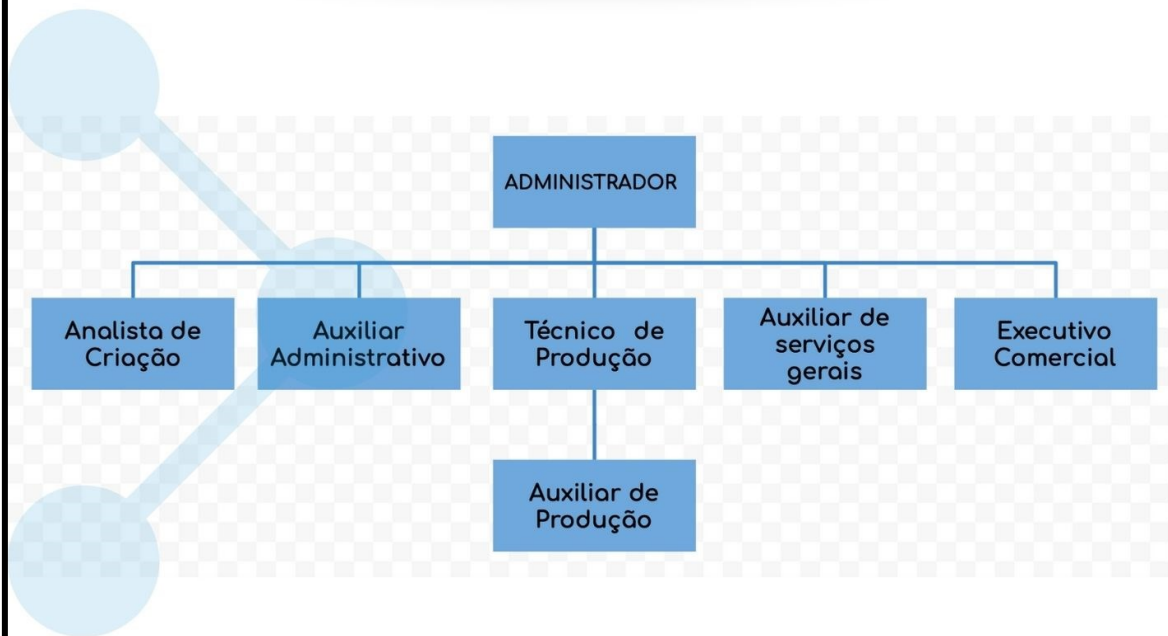 ADMINISTRADOR
Analista de
Criação
Auxiliar
Administrativo
Técnico de
Produção
Auxiliar de
serviços
gerais
Executivo
Comercial
Auxiliar de
Produção